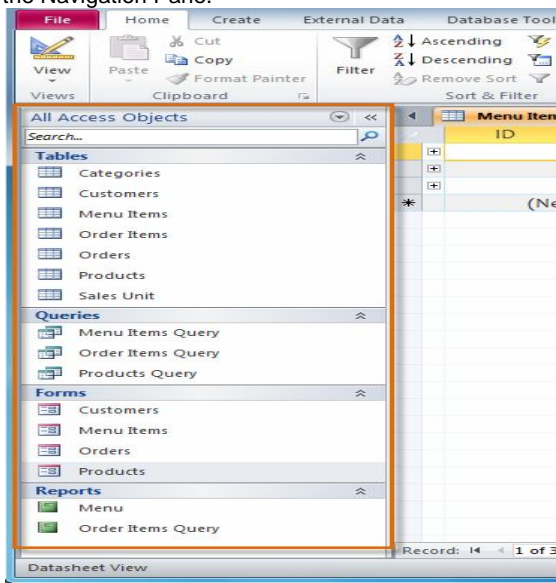 the Navigation Pane.
File Home Create External Data Database Tool
View Paste Cut Copy Format Painter Filter Ascending Descending Remove Sort
Views Clipboard Sort & Filter
All Access Objects
Search...
Tables
Categories
Customers
Menu Items
Order Items
Orders
Products
Sales Unit
Queries
Menu Items Query
Order Items Query
Products Query
Forms
Customers
Menu Items
Orders
Products
Reports
Menu
Order Items Query
Menu Iten
ID
(Ne
Record: 1 of 3
Datasheet View